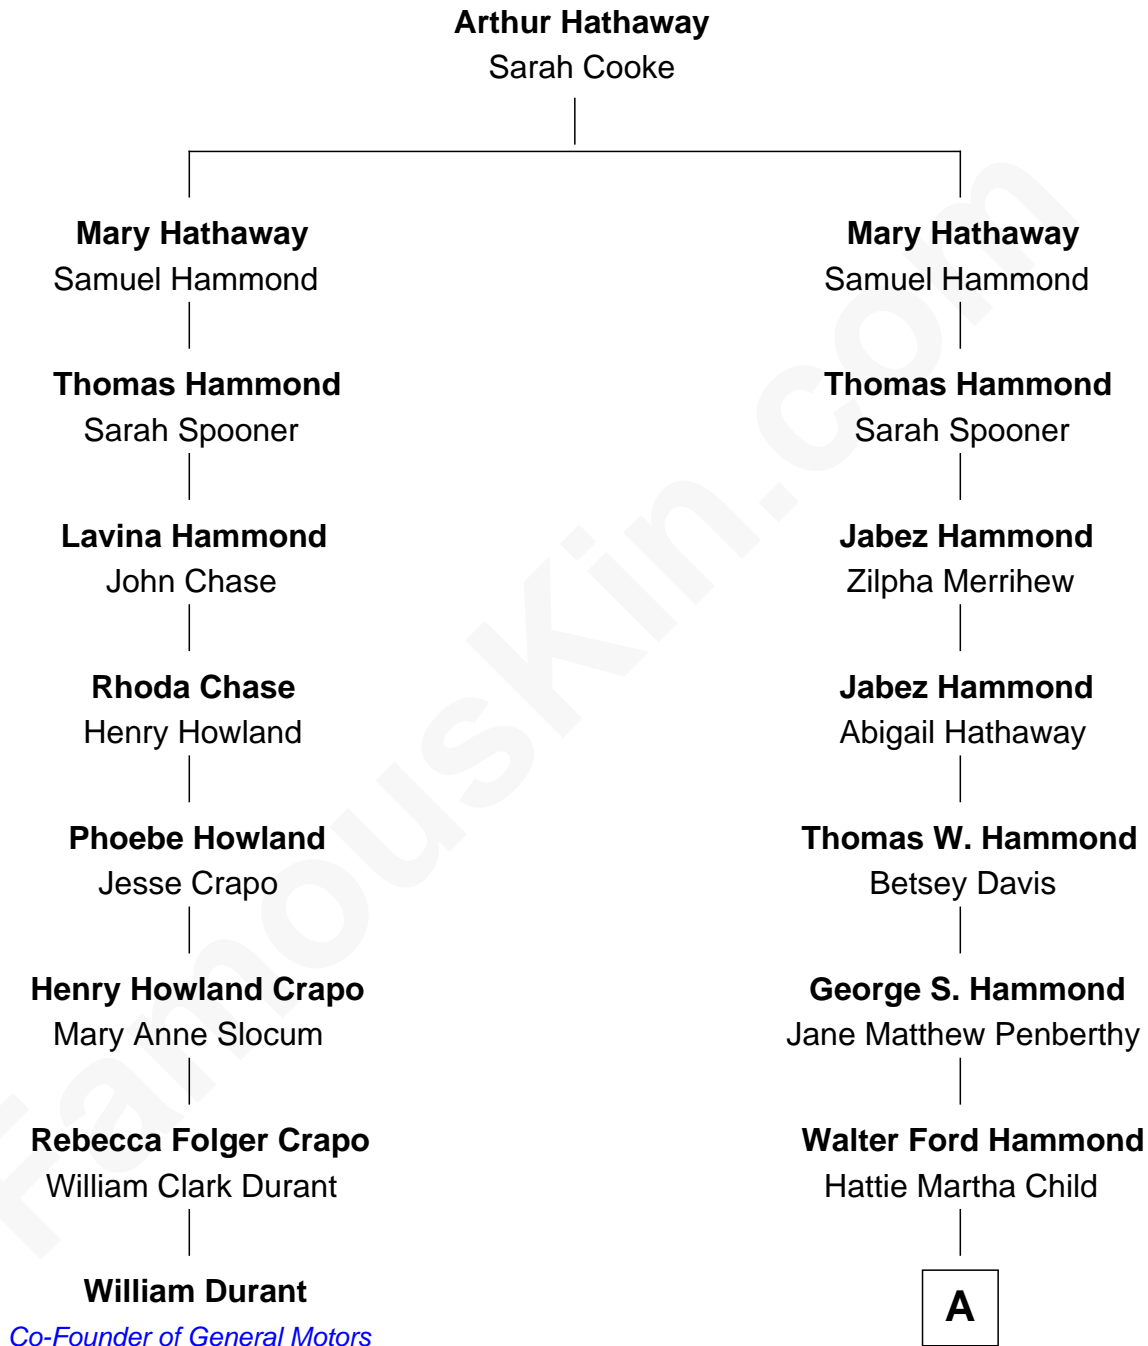 Arthur Hathaway
Sarah Cooke
Mary Hathaway
Samuel Hammond
Thomas Hammond
Sarah Spooner
Lavina Hammond
John Chase
Rhoda Chase
Henry Howland
Phoebe Howland
Jesse Crapo
Henry Howland Crapo
Mary Anne Slocum
Rebecca Folger Crapo
William Clark Durant
William Durant
Co-Founder of General Motors
Mary Hathaway
Samuel Hammond
Thomas Hammond
Sarah Spooner
Jabez Hammond
Zilpha Merrihew
Jabez Hammond
Abigail Hathaway
Thomas W. Hammond
Betsey Davis
George S. Hammond
Jane Matthew Penberthy
Walter Ford Hammond
Hattie Martha Child
A
FamousKin.com